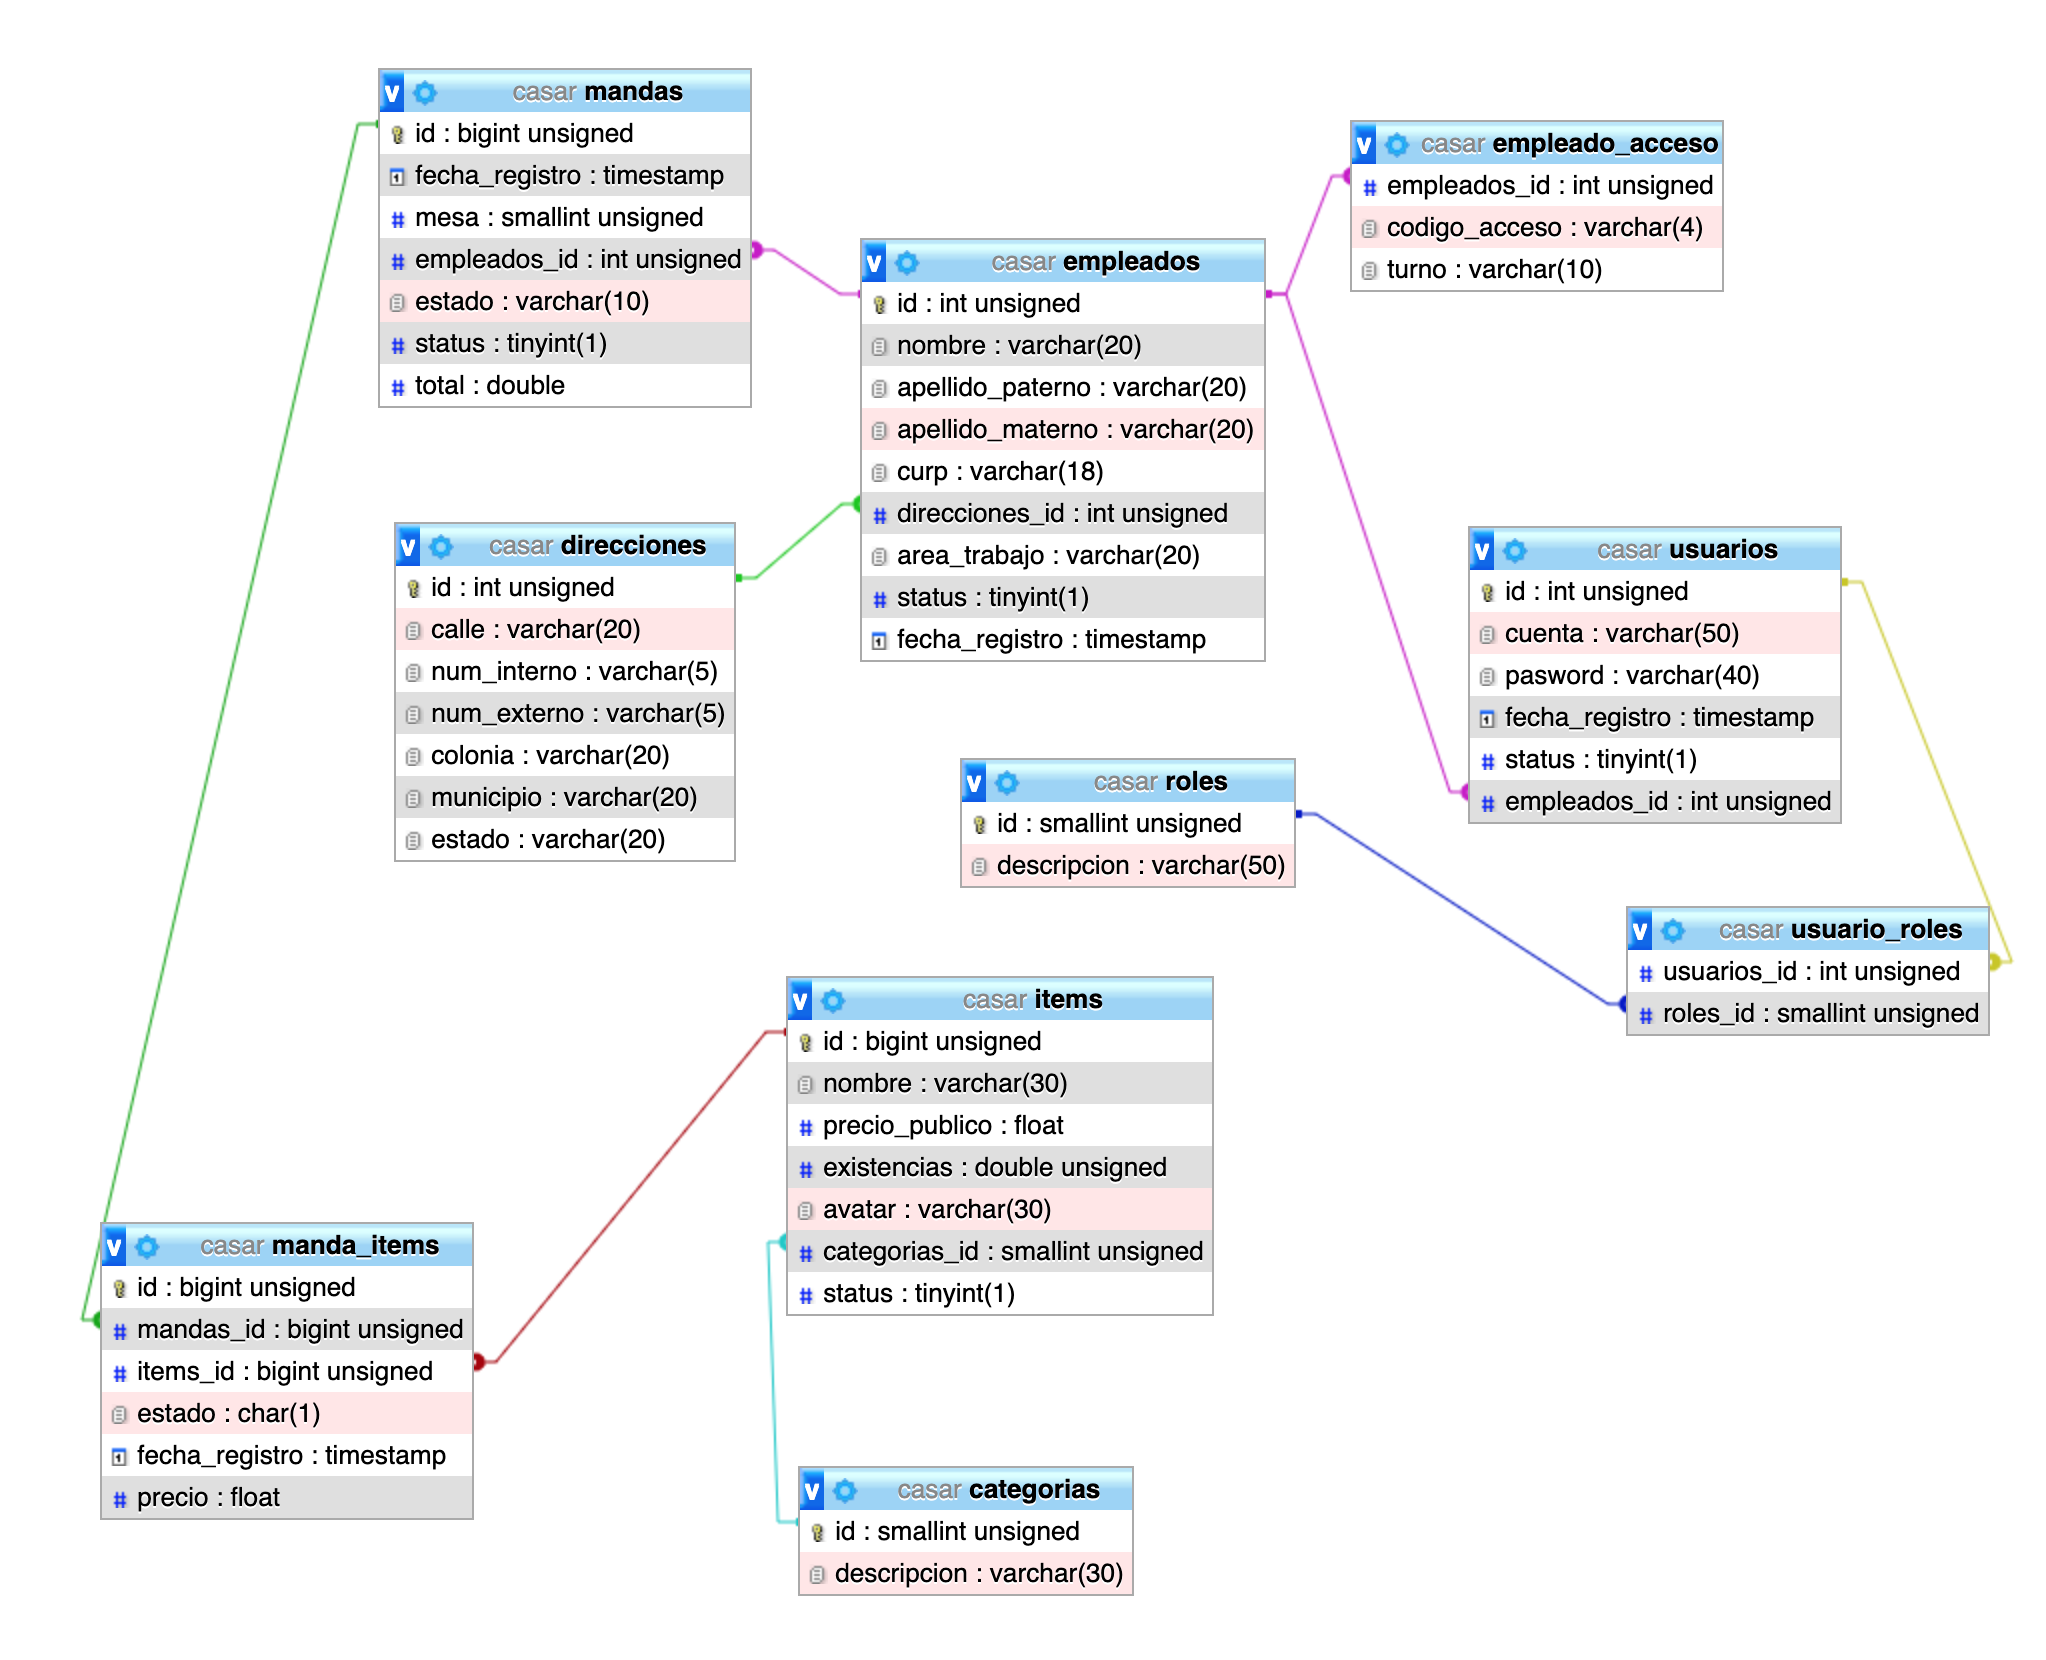 casar mandas
id : bigint unsigned
fecha_registro : timestamp
mesa : smallint unsigned
empleados_id : int unsigned
estado : varchar(10)
status : tinyint(1)
total : double
casar empleado_acceso
empleados_id : int unsigned
codigo_acceso : varchar(4)
turno : varchar(10)
casar empleados
id : int unsigned
nombre : varchar(20)
apellido_paterno : varchar(20)
apellido_materno : varchar(20)
curp : varchar(18)
direcciones_id : int unsigned
area_trabajo : varchar(20)
status : tinyint(1)
fecha_registro : timestamp
casar direcciones
id : int unsigned
calle : varchar(20)
num_interno : varchar(5)
num_externo : varchar(5)
colonia : varchar(20)
municipio : varchar(20)
estado : varchar(20)
casar usuarios
id : int unsigned
cuenta : varchar(50)
pasword : varchar(40)
fecha_registro : timestamp
status : tinyint(1)
empleados_id : int unsigned
casar roles
id : smallint unsigned
descripcion : varchar(50)
casar usuario_roles
usuarios_id : int unsigned
roles_id : smallint unsigned
casar items
id : bigint unsigned
nombre : varchar(30)
precio_publico : float
existencias : double unsigned
avatar : varchar(30)
categorias_id : smallint unsigned
status : tinyint(1)
casar manda_items
id : bigint unsigned
mandas_id : bigint unsigned
items_id : bigint unsigned
estado : char(1)
fecha_registro : timestamp
precio : float
casar categorias
id : smallint unsigned
descripcion : varchar(30)